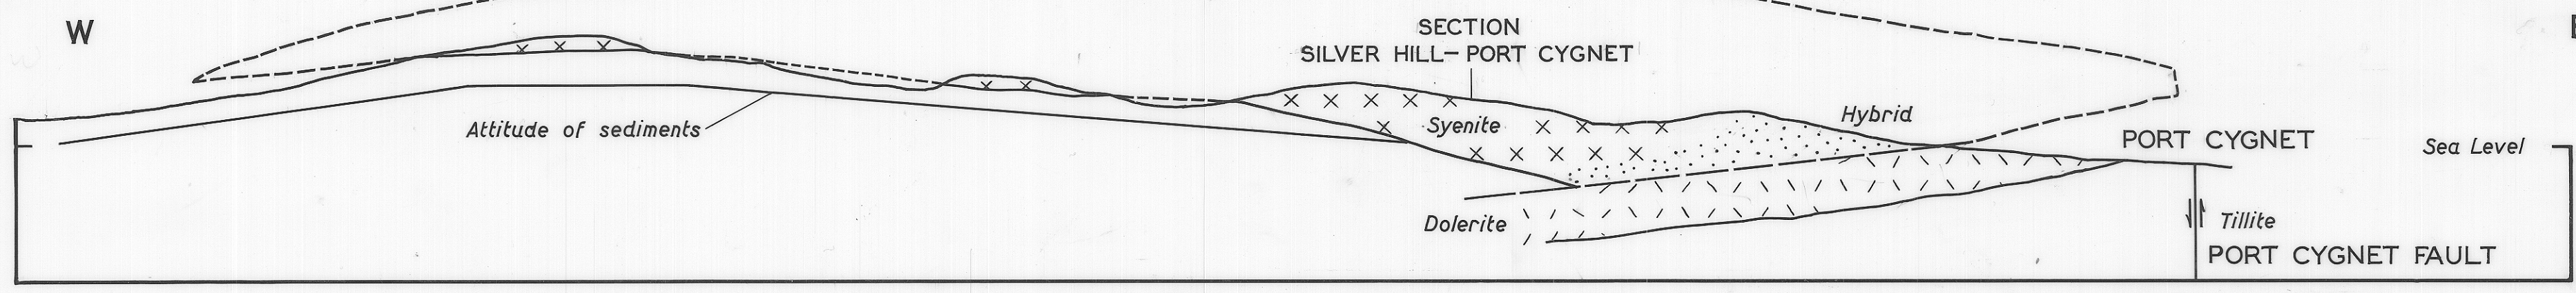 W
SECTION
SILVER HILL-PORT CYGNET
E
Attitude of sediments
Syenite
Hybrid
PORT CYGNET
Sea Level
Dolerite
Tillite
PORT CYGNET FAULT